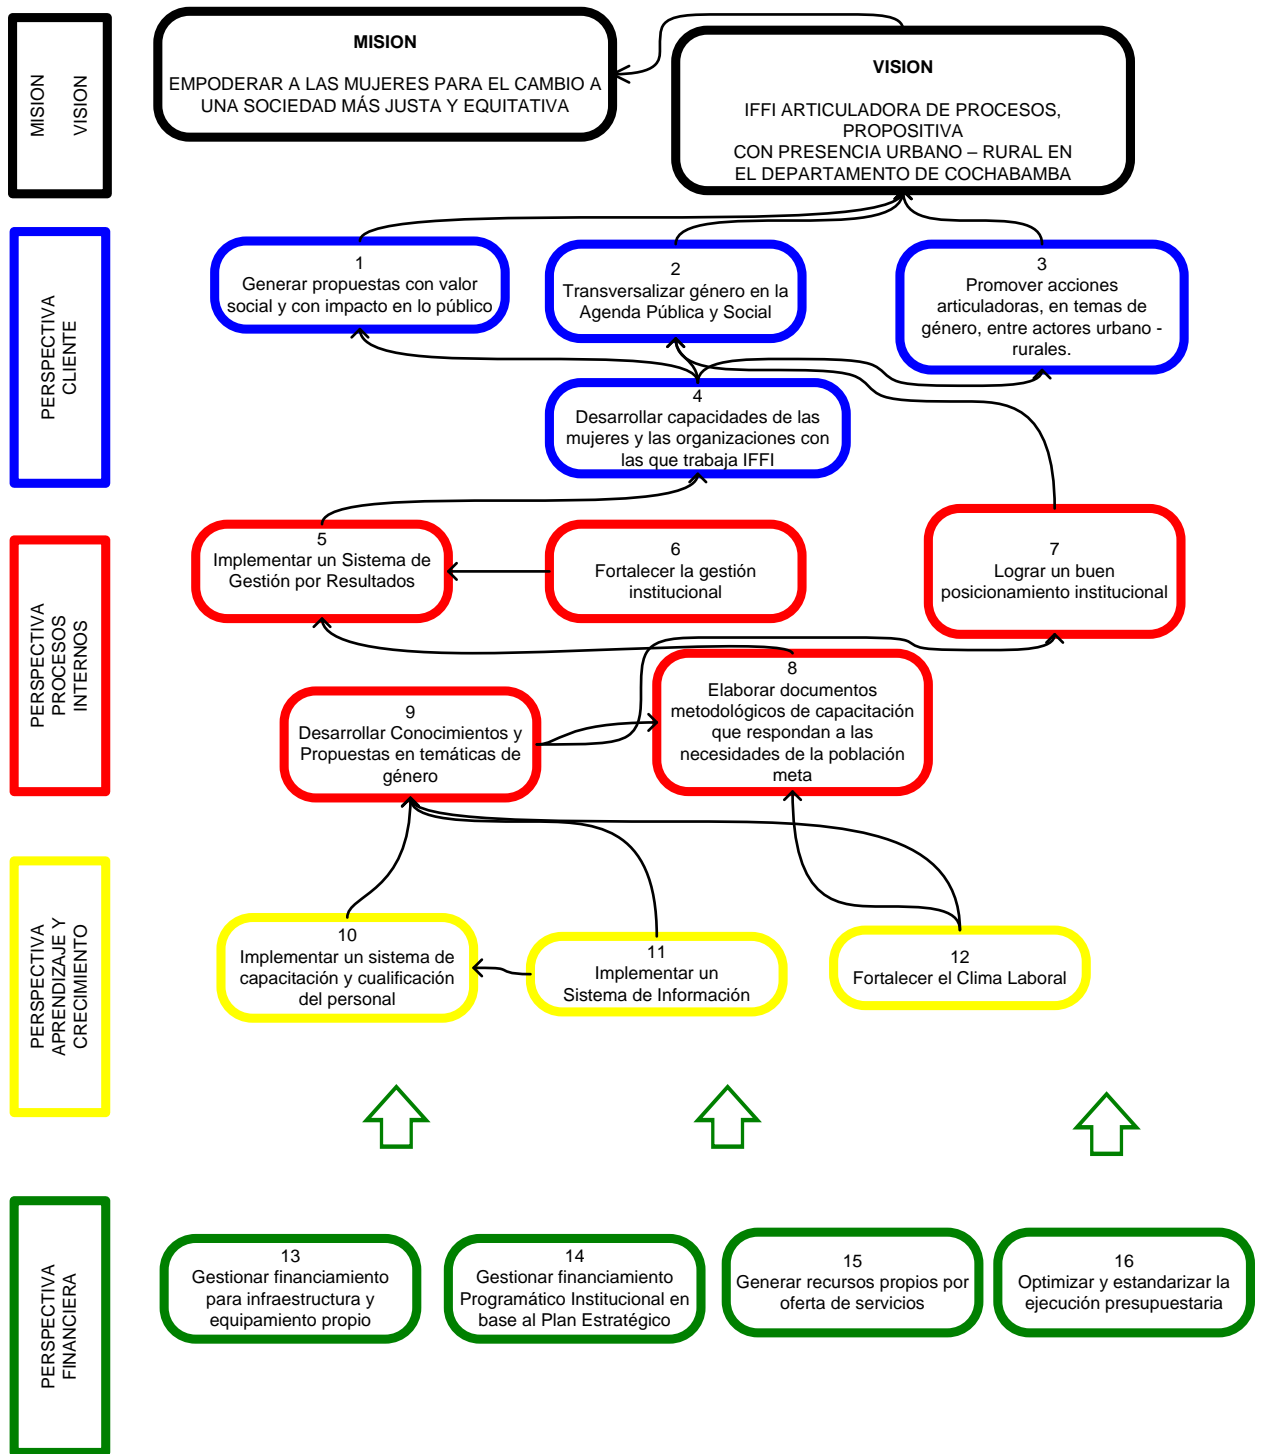 MISION
VISION
MISION
EMPODERAR A LAS MUJERES PARA EL CAMBIO A
UNA SOCIEDAD MÁS JUSTA Y EQUITATIVA
VISION
IFFI ARTICULADORA DE PROCESOS,
PROPOSITIVA
CON PRESENCIA URBANO – RURAL EN
EL DEPARTAMENTO DE COCHABAMBA
PERSPECTIVA
CLIENTE
1
Generar propuestas con valor
social y con impacto en lo público
2
Transversalizar género en la
Agenda Pública y Social
3
Promover acciones
articuladoras, en temas de
género, entre actores urbano -
rurales.
4
Desarrollar capacidades de las
mujeres y las organizaciones con
las que trabaja IFFI
PERSPECTIVA
PROCESOS
INTERNOS
5
Implementar un Sistema de
Gestión por Resultados
6
Fortalecer la gestión
institucional
7
Lograr un buen
posicionamiento institucional
8
Elaborar documentos
metodológicos de capacitación
que respondan a las
necesidades de la población
meta
9
Desarrollar Conocimientos y
Propuestas en temáticas de
género
PERSPECTIVA
APRENDIZAJE Y
CRECIMIENTO
10
Implementar un sistema de
capacitación y cualificación
del personal
11
Implementar un
Sistema de Información
12
Fortalecer el Clima Laboral
PERSPECTIVA
FINANCIERA
13
Gestionar financiamiento
para infraestructura y
equipamiento propio
14
Gestionar financiamiento
Programático Institucional en
base al Plan Estratégico
15
Generar recursos propios por
oferta de servicios
16
Optimizar y estandarizar la
ejecución presupuestaria